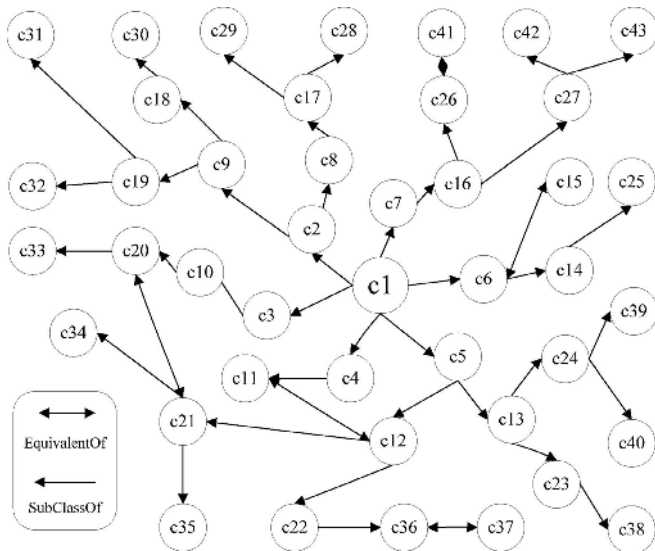 c31
c30
c29
c28
c41
c42
c43
c18
c17
c26
c27
c32
c19
c9
c8
c16
c15
c25
c7
c2
c33
c20
c10
c1
c6
c14
c3
c39
c34
c5
c24
c11
c4
c21
c12
c13
c40
EquivalentOf
SubClassOf
c23
c35
c22
c36
c37
c38